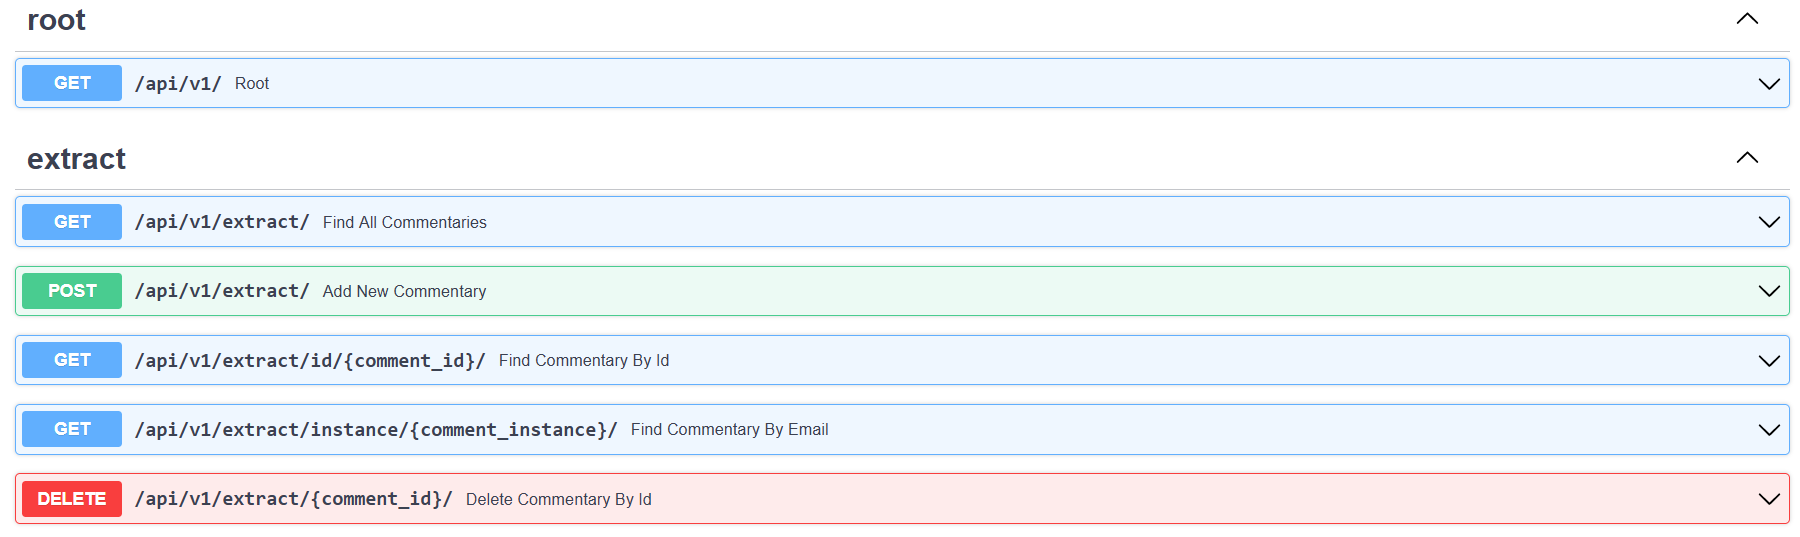 root
GET /api/v1/ Root
extract
GET /api/v1/extract/ Find All Commentaries
POST /api/v1/extract/ Add New Commentary
GET /api/v1/extract/id/{comment_id}/ Find Commentary By Id
GET /api/v1/extract/instance/{comment_instance}/ Find Commentary By Email
DELETE /api/v1/extract/{comment_id}/ Delete Commentary By Id